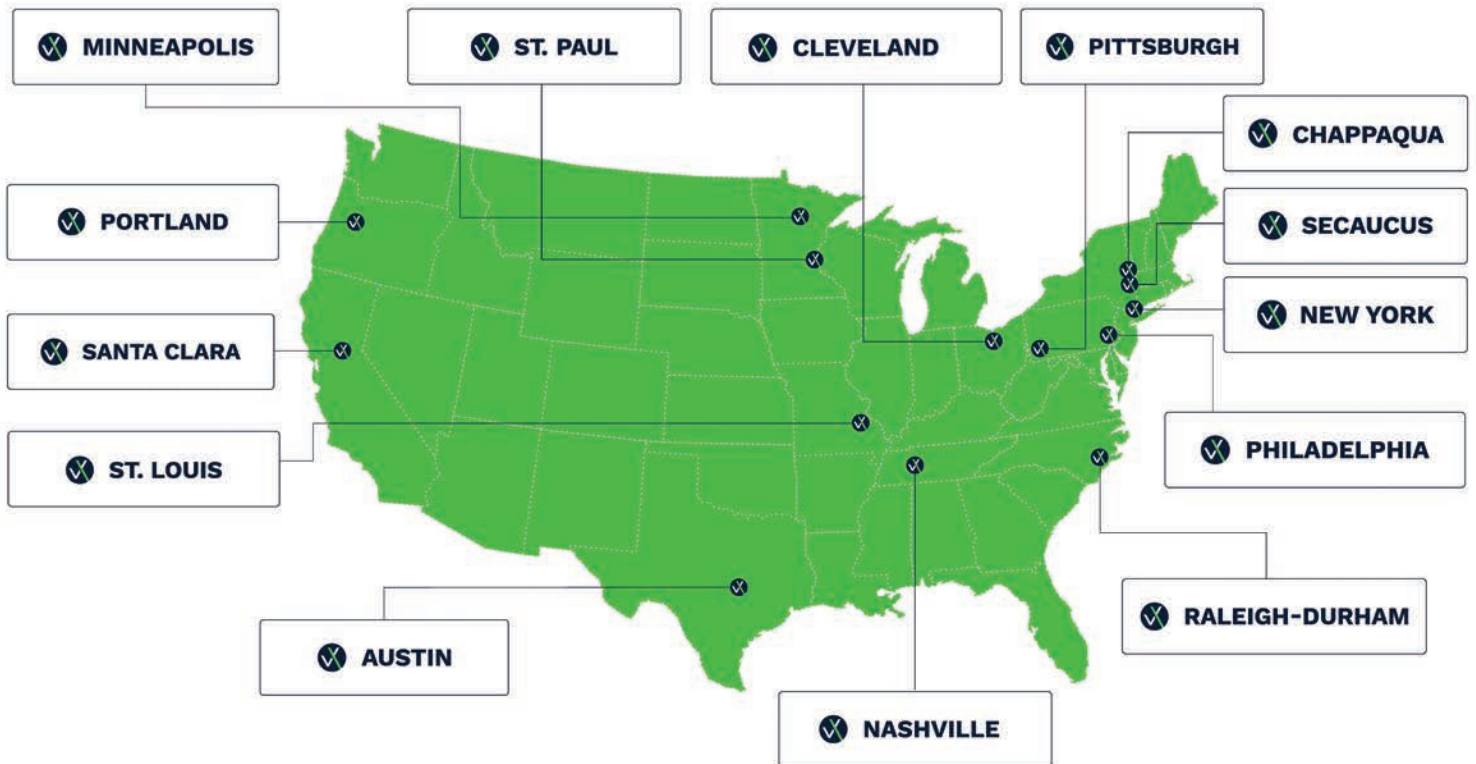 MINNEAPOLIS
ST. PAUL
CLEVELAND
PITTSBURGH
CHAPPAQUA
PORTLAND
SECAUCUS
NEW YORK
SANTA CLARA
ST. LOUIS
PHILADELPHIA
RALEIGH-DURHAM
AUSTIN
NASHVILLE